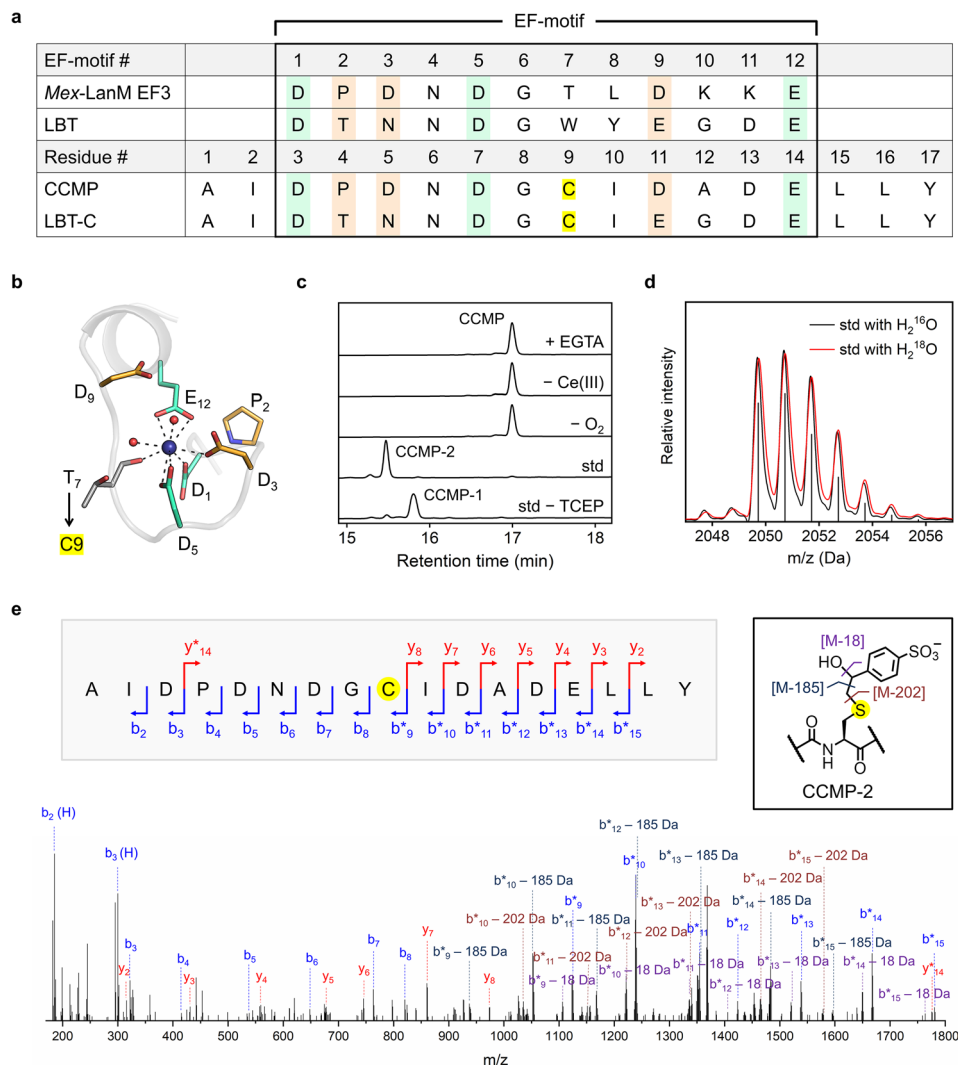 a
EF-motif
EF-motif # 1 2 3 4 5 6 7 8 9 10 11 12
Mex-LanM EF3 D P D N D G T L D K K E
LBT D T N N D G W Y E G D E
Residue # 1 2 3 4 5 6 7 8 9 10 11 12 13 14 15 16 17
CCMP A I D P D N D G C I D A D E L L Y
LBT-C A I D T N N D G C I E G D E L L Y
b
D9
E12
P2
T7
D1
D3
C9
D5
c
CCMP
+ EGTA
− Ce(III)
− O2
CCMP-2
std
CCMP-1
std − TCEP
15 16 17 18
Retention time (min)
d
Relative intensity
std with H2¹⁶O
std with H2¹⁸O
2048 2050 2052 2054 2056
m/z (Da)
e
y*14 y8 y7 y6 y5 y4 y3 y2
A I D P D N D G C I D A D E L L Y
b2 b3 b4 b5 b6 b7 b8 b*9 b*10 b*11 b*12 b*13 b*14 b*15
[M-18]
SO3−
HO
[M-185]
[M-202]
S
N
H
O
O
CCMP-2
b2 (H)
b*12 – 185 Da
b3 (H)
b*13 – 185 Da
b*15 – 202 Da
b*10
b*10 – 185 Da
b*14 – 202 Da
b*9
b*13 – 202 Da
b*14 – 185 Da
b*10 – 202 Da
b*11 – 185 Da
b*11
b*12
b*13
b*14
b3
b7
b8
y7
b*9 – 185 Da
b*12 – 202 Da
b*15 – 185 Da
b*15
b4
b5
b6
b*11 – 202 Da
b*10 – 18 Da
b*11 – 18 Da
b*13 – 18 Da
b*14 – 18 Da
y2
y3
y4
y5
y6
y8
b*9 – 18 Da
b*12 – 18 Da
b*15 – 18 Da
y*14
200 300 400 500 600 700 800 900 1000 1100 1200 1300 1400 1500 1600 1700 1800
m/z